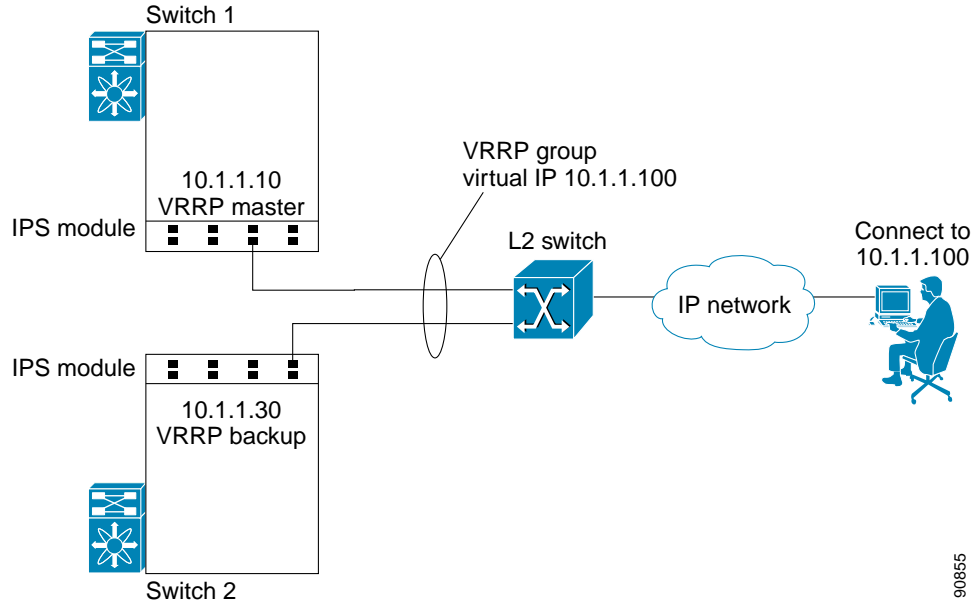 Switch 1
10.1.1.10
VRRP master
IPS module
VRRP group
virtual IP 10.1.1.100
L2 switch
IP network
Connect to
10.1.1.100
IPS module
10.1.1.30
VRRP backup
Switch 2
90855